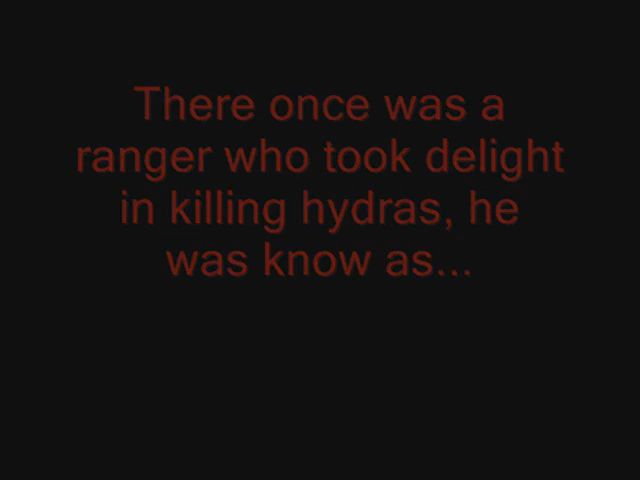 There once was a
ranger who took delight
in killing hydras, he
was know as...